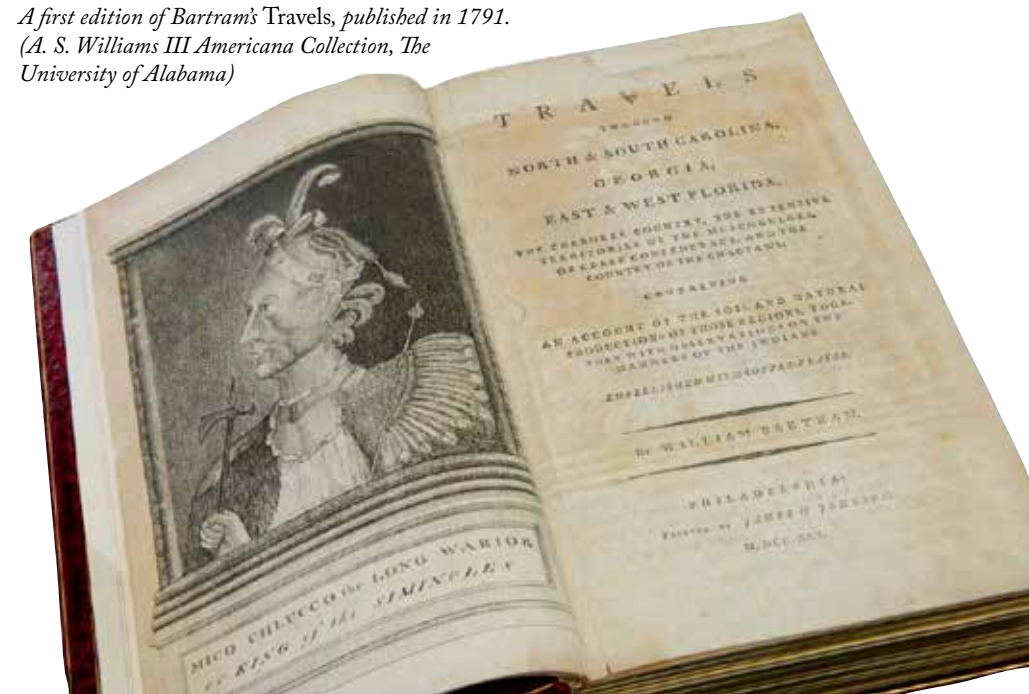 A first edition of Bartram's Travels, published in 1791.
(A. S. Williams III Americana Collection, The
University of Alabama)
TRAVELS
THROUGH
NORTH & SOUTH CAROLINA,
GEORGIA,
EAST & WEST FLORIDA,
THE CHEROKEE COUNTRY, THE EXTENSIVE
TERRITORIES OF THE MUSCOGULGES,
OR CREEK CONFEDERACY, AND THE
COUNTRY OF THE CHACTAWS;
CONTAINING
AN ACCOUNT OF THE SOIL AND NATURAL
PRODUCTIONS OF THOSE REGIONS, TOGE-
THER WITH OBSERVATIONS ON THE
MANNERS OF THE INDIANS.
EMBELLISHED WITH COPPER-PLATES.
By WILLIAM BARTRAM.
PHILADELPHIA:
PRINTED BY JAMES & JOHNSON.
M,DCC,XCI.
MICO CHLUCCO the LONG WARIOR
or KING of the SIMINOLES